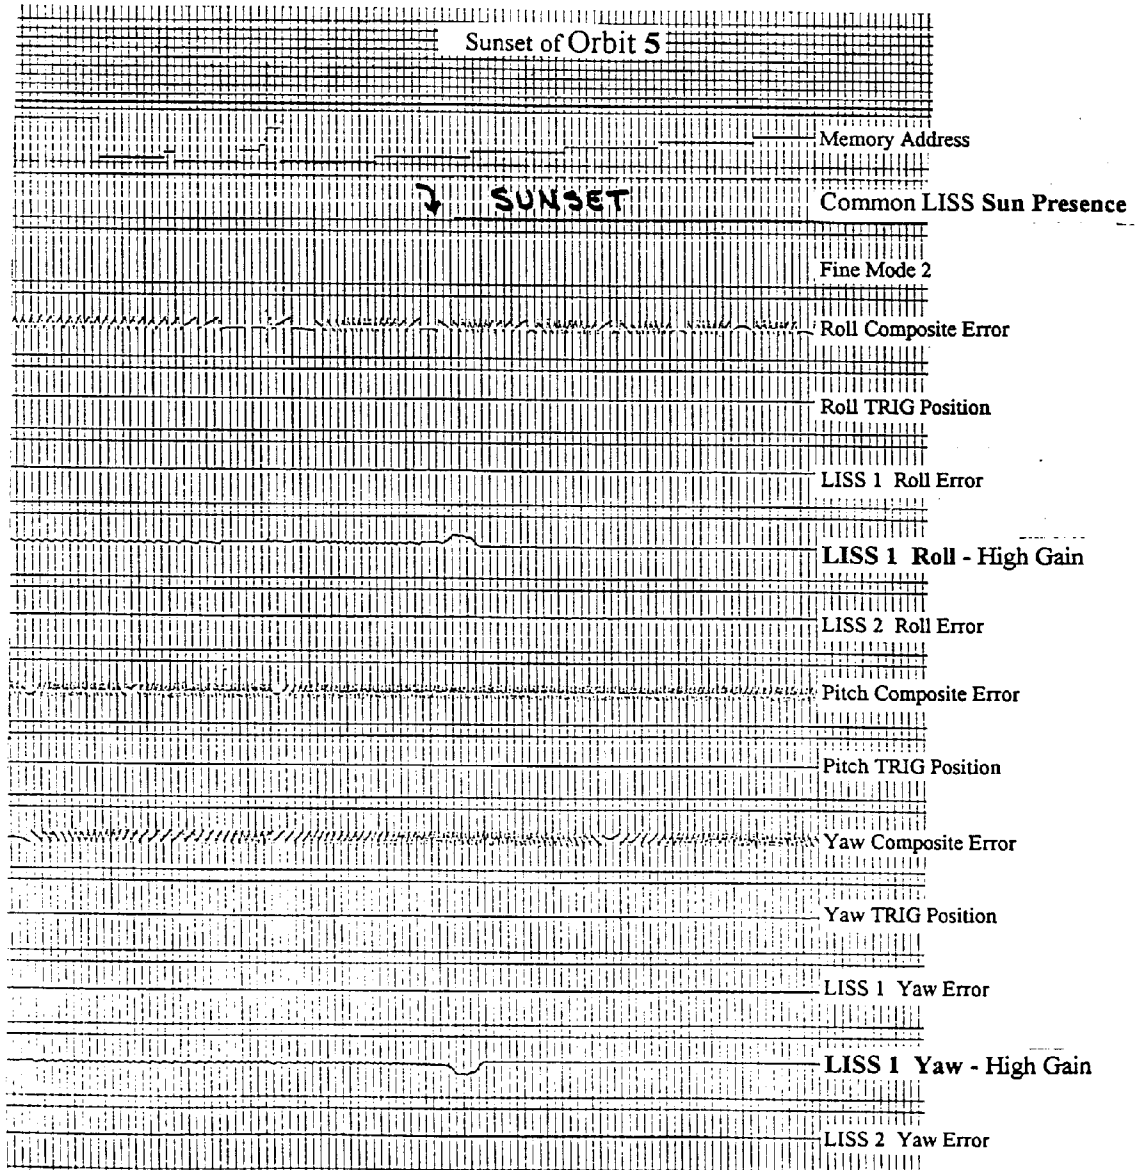 Sunset of Orbit 5
Memory Address
SUNSET
Common LISS Sun Presence
Fine Mode 2
Roll Composite Error
Roll TRIG Position
LISS 1 Roll Error
LISS 1 Roll - High Gain
LISS 2 Roll Error
Pitch Composite Error
Pitch TRIG Position
Yaw Composite Error
Yaw TRIG Position
LISS 1 Yaw Error
LISS 1 Yaw - High Gain
LISS 2 Yaw Error